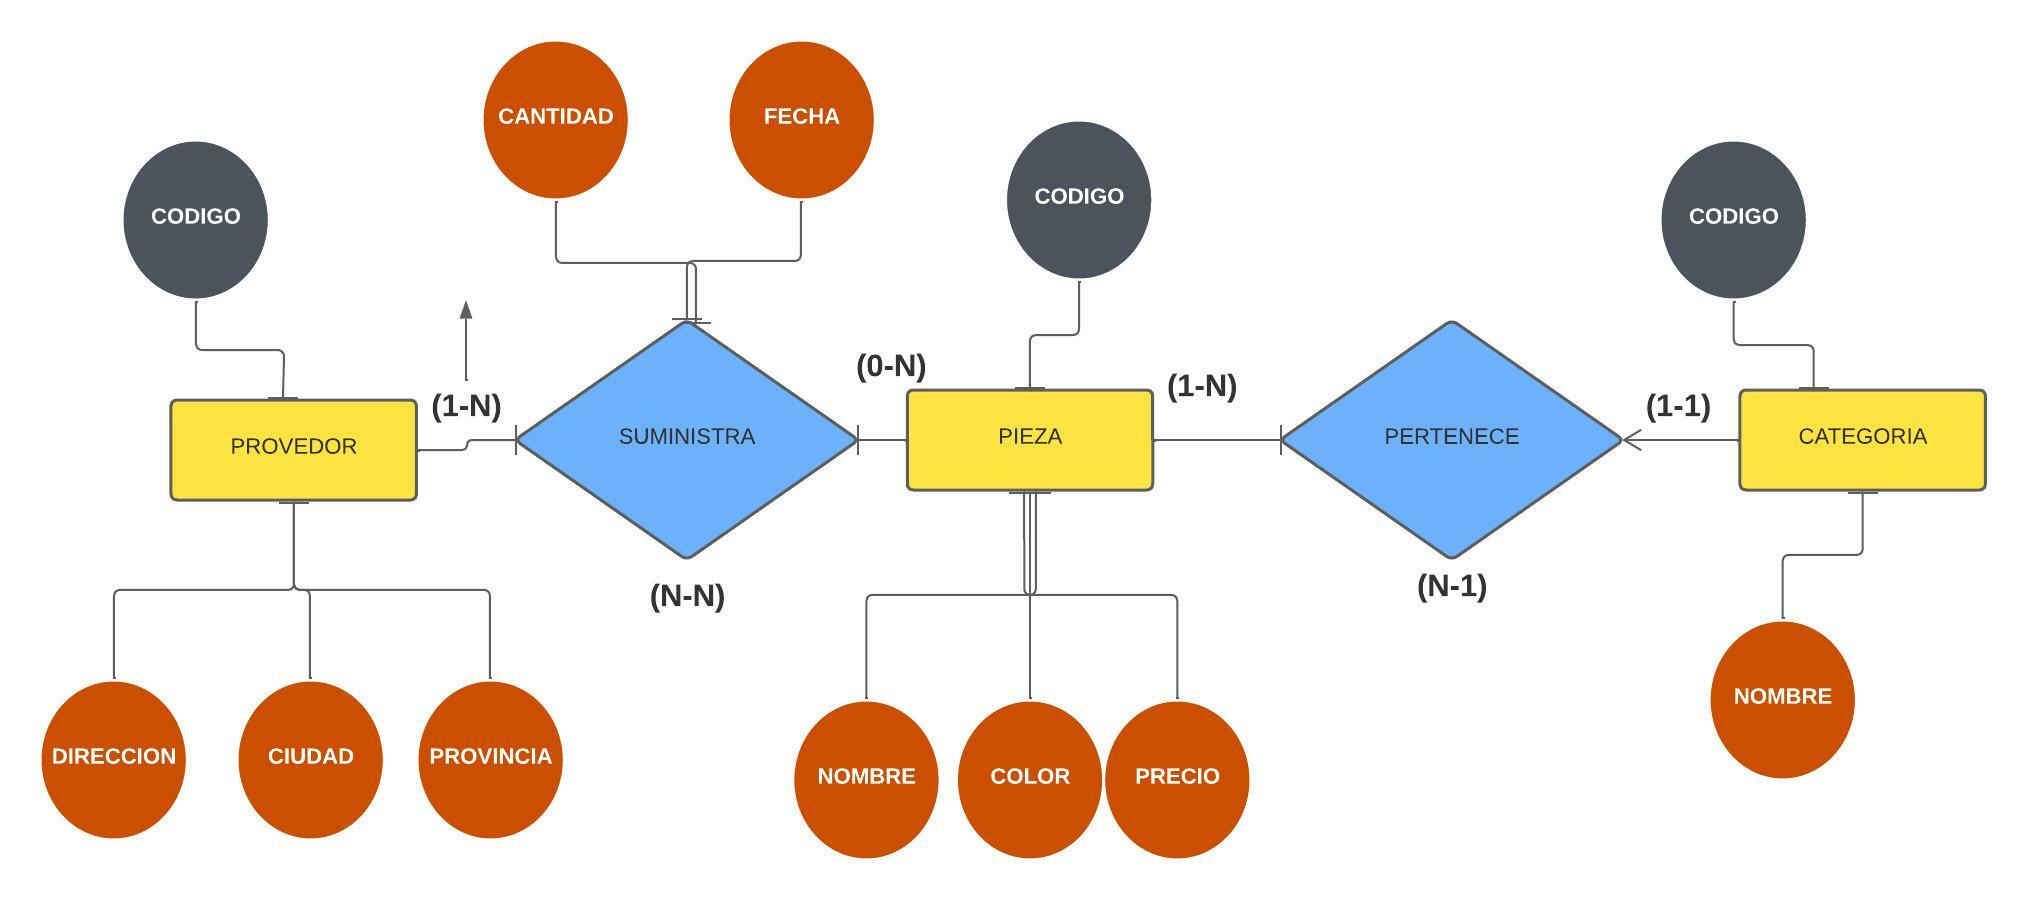 CANTIDAD
FECHA
CODIGO
CODIGO
CODIGO
(0-N)
(1-N)
(1-N)
(1-1)
PROVEDOR
SUMINISTRA
PIEZA
PERTENECE
CATEGORIA
(N-N)
(N-1)
NOMBRE
DIRECCION
CIUDAD
PROVINCIA
NOMBRE
COLOR
PRECIO